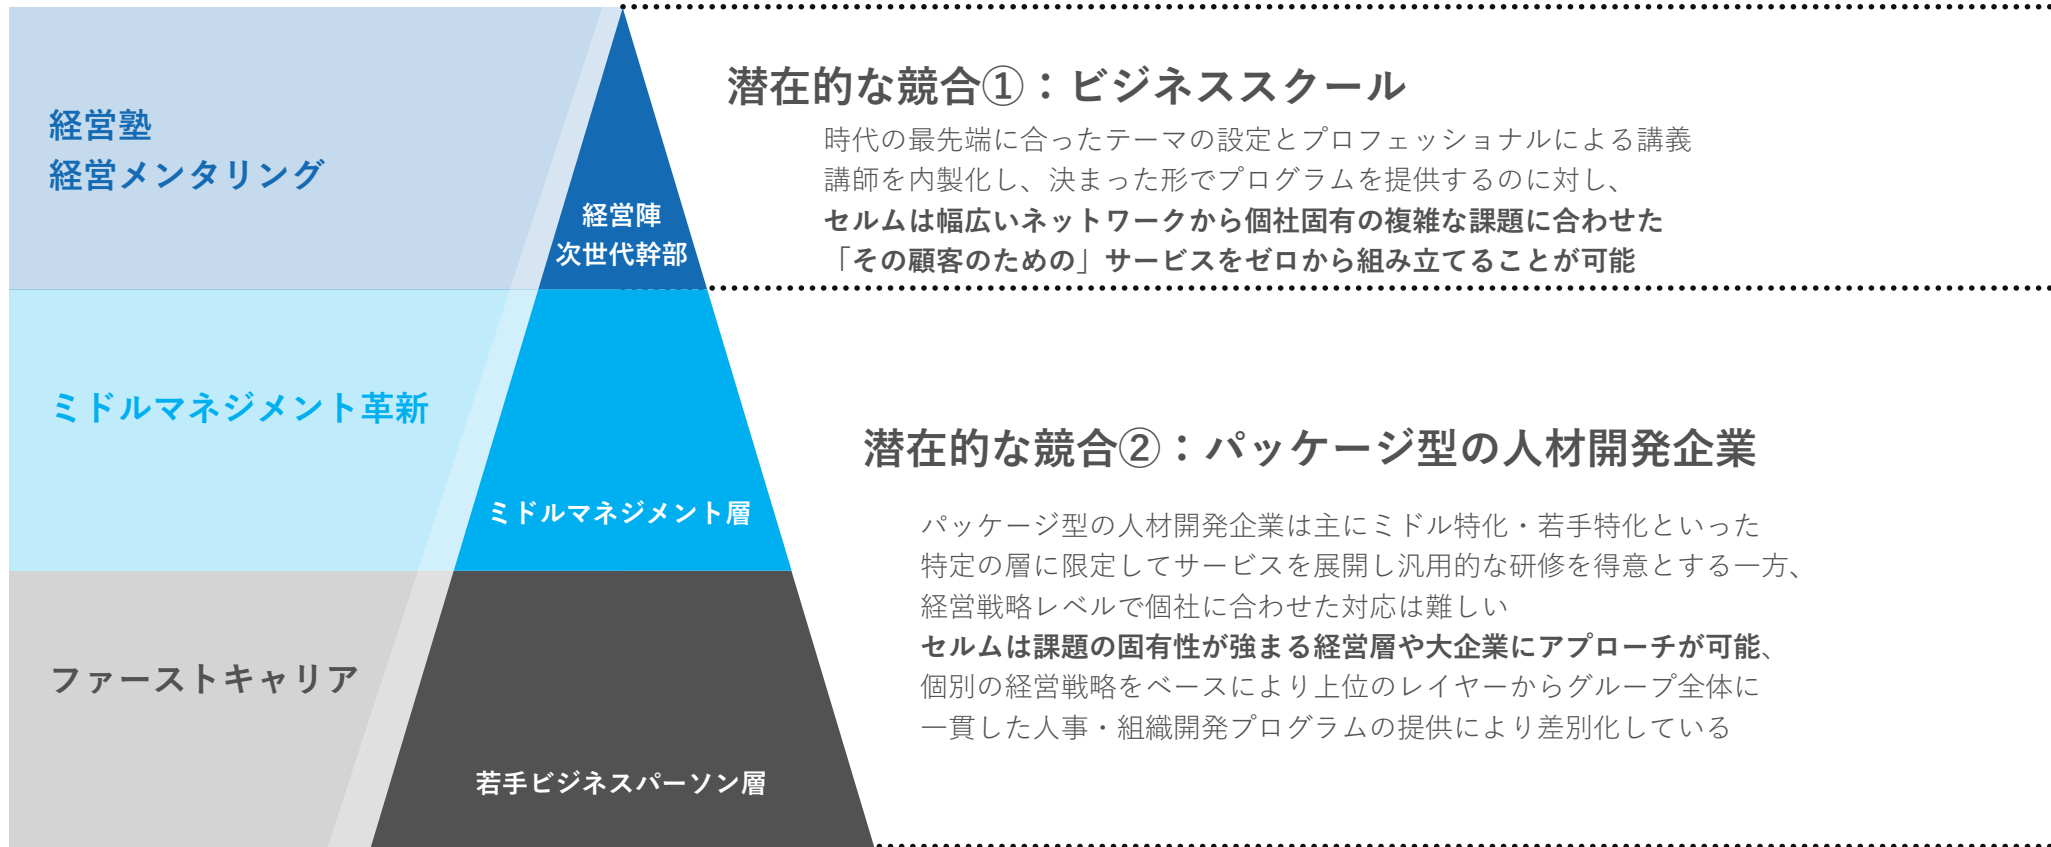 経営塾
経営メンタリング
経営陣
次世代幹部
潜在的な競合①：ビジネススクール
時代の最先端に合ったテーマの設定とプロフェッショナルによる講義
講師を内製化し、決まった形でプログラムを提供するのに対し、
セルムは幅広いネットワークから個社固有の複雑な課題に合わせた
「その顧客のための」サービスをゼロから組み立てることが可能
ミドルマネジメント革新
ミドルマネジメント層
潜在的な競合②：パッケージ型の人材開発企業
パッケージ型の人材開発企業は主にミドル特化・若手特化といった
特定の層に限定してサービスを展開し汎用的な研修を得意とする一方、
経営戦略レベルで個社に合わせた対応は難しい
セルムは課題の固有性が強まる経営層や大企業にアプローチが可能、
個別の経営戦略をベースにより上位のレイヤーからグループ全体に
一貫した人事・組織開発プログラムの提供により差別化している
ファーストキャリア
若手ビジネスパーソン層